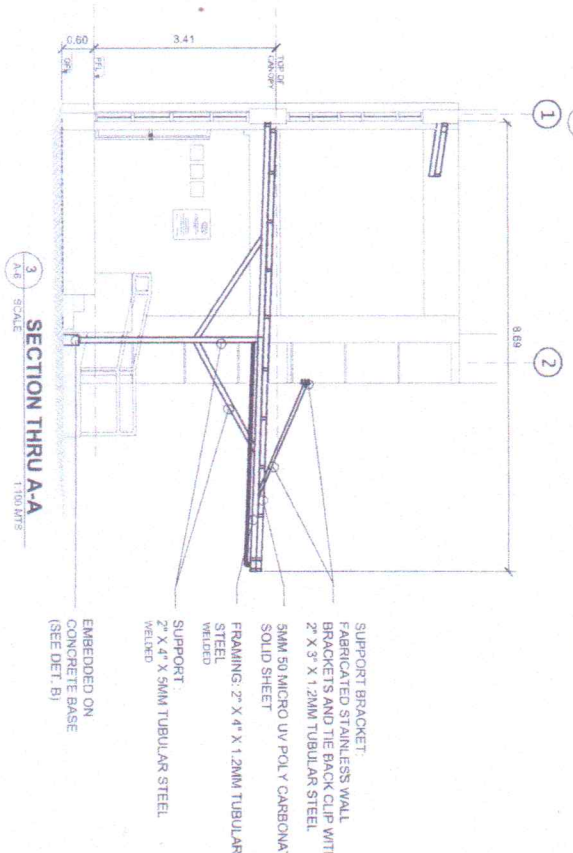 1
2
8.69
TOP OF
CANOPY
3.41
0.60
SUPPORT BRACKET:
FABRICATED STAINLESS WALL
BRACKETS AND TIE BACK CLIP WIT
2" X 3" X 1.2MM TUBULAR STEEL
5MM 50 MICRO UV POLY CARBONA
SOLID SHEET
FRAMING: 2" X 4" X 1.2MM TUBULAR
STEEL
WELDED
SUPPORT :
2" X 4" X 5MM TUBULAR STEEL
WELDED
EMBEDDED ON
CONCRETE BASE
(SEE DET. B)
3
A-6
SECTION THRU A-A
SCALE
1:100 MTS